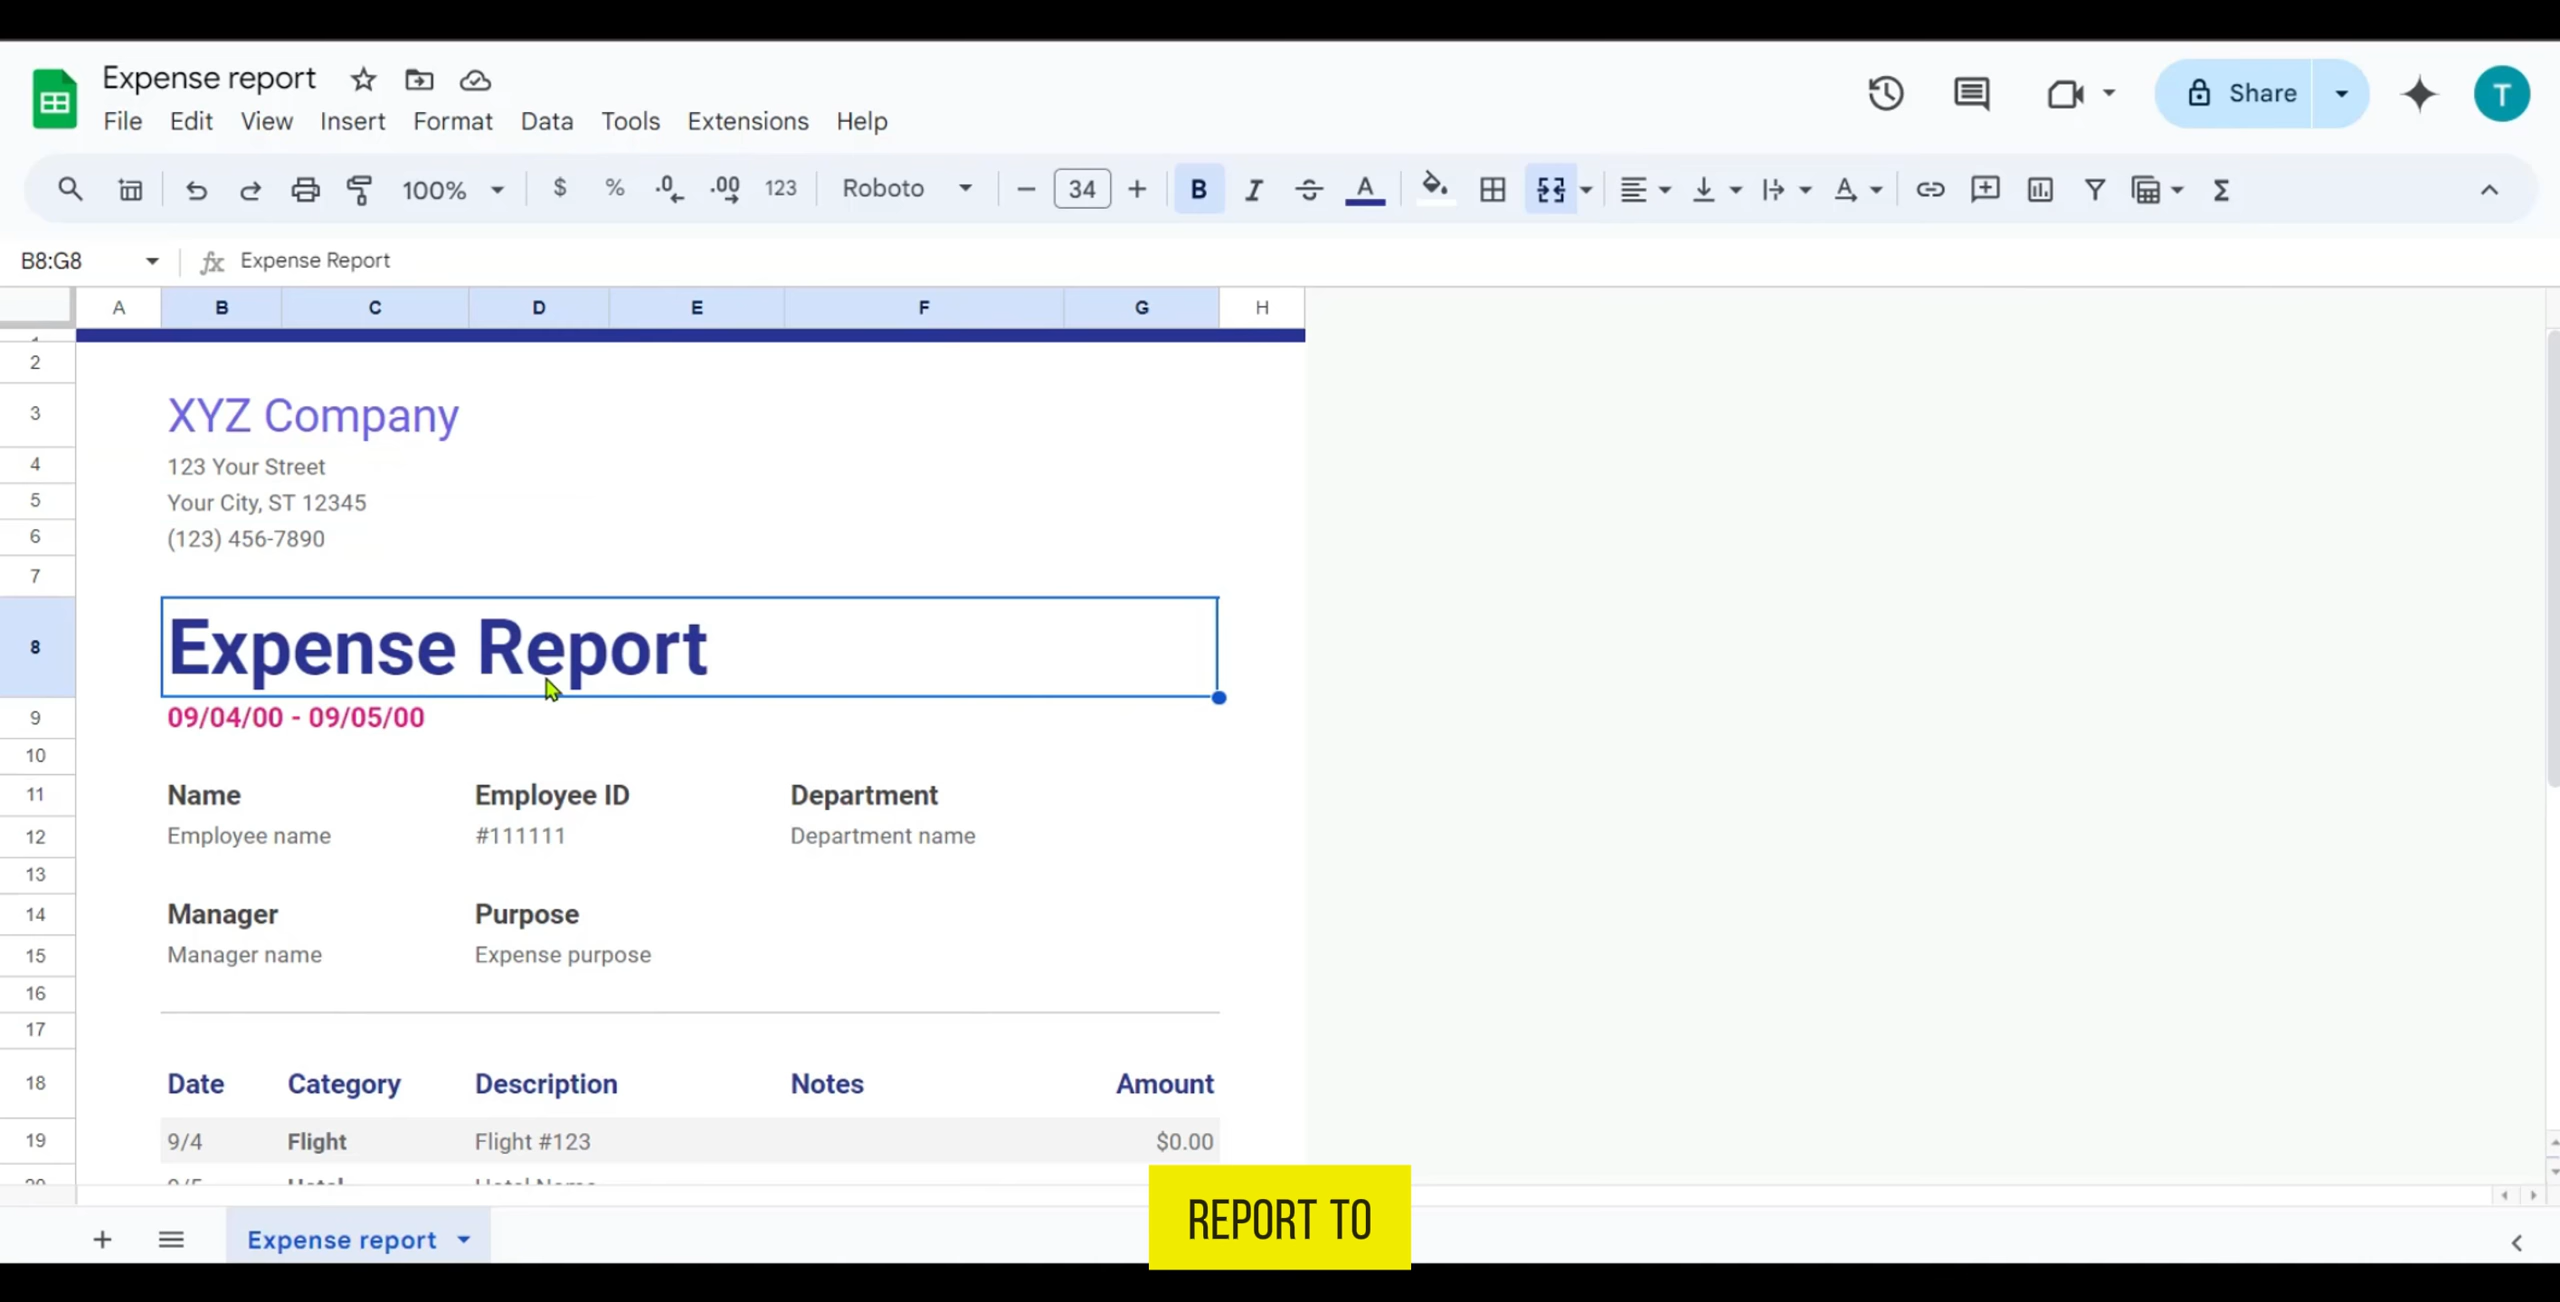 Expense report
File Edit View Insert Format Data Tools Extensions Help
Share
T
100% $ % .0 .00 123 Roboto 34 B I A A Σ
B8:G8 fx Expense Report
A B C D E F G H
2
3 XYZ Company
4 123 Your Street
5 Your City, ST 12345
6 (123) 456-7890
7
8 Expense Report
9 09/04/00 - 09/05/00
10
11 Name Employee ID Department
12 Employee name #111111 Department name
13
14 Manager Purpose
15 Manager name Expense purpose
16
17
18 Date Category Description Notes Amount
19 9/4 Flight Flight #123 $0.00
REPORT TO
Expense report